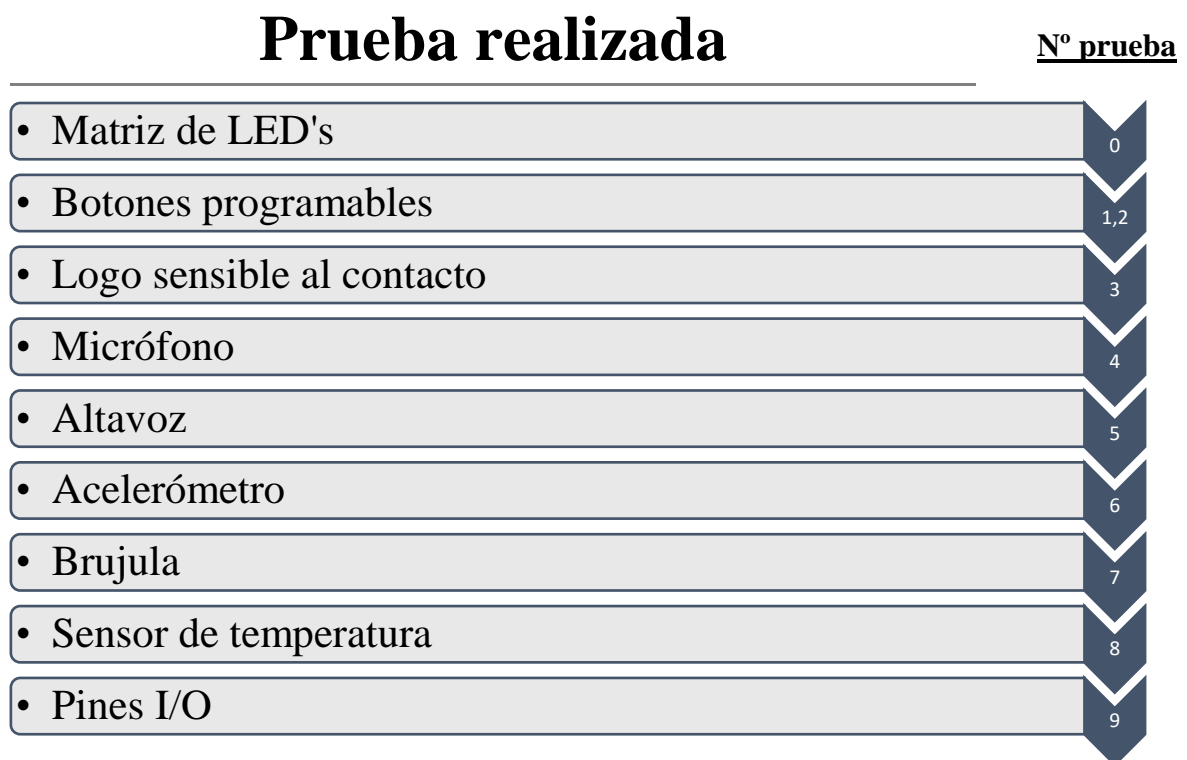 Prueba realizada
Nº prueba
• Matriz de LED's
0
• Botones programables
1,2
• Logo sensible al contacto
3
• Micrófono
4
• Altavoz
5
• Acelerómetro
6
• Brujula
7
• Sensor de temperatura
8
• Pines I/O
9